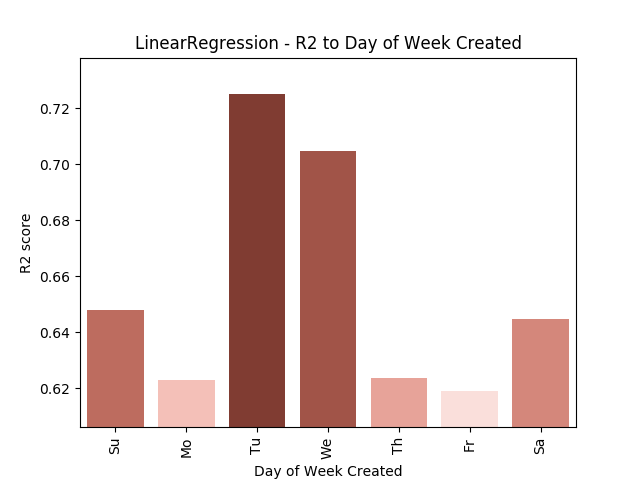 LinearRegression - R2 to Day of Week Created
R2 score
0.72
0.70
0.68
0.66
0.64
0.62
Su Mo Tu We Th Fr Sa
Day of Week Created